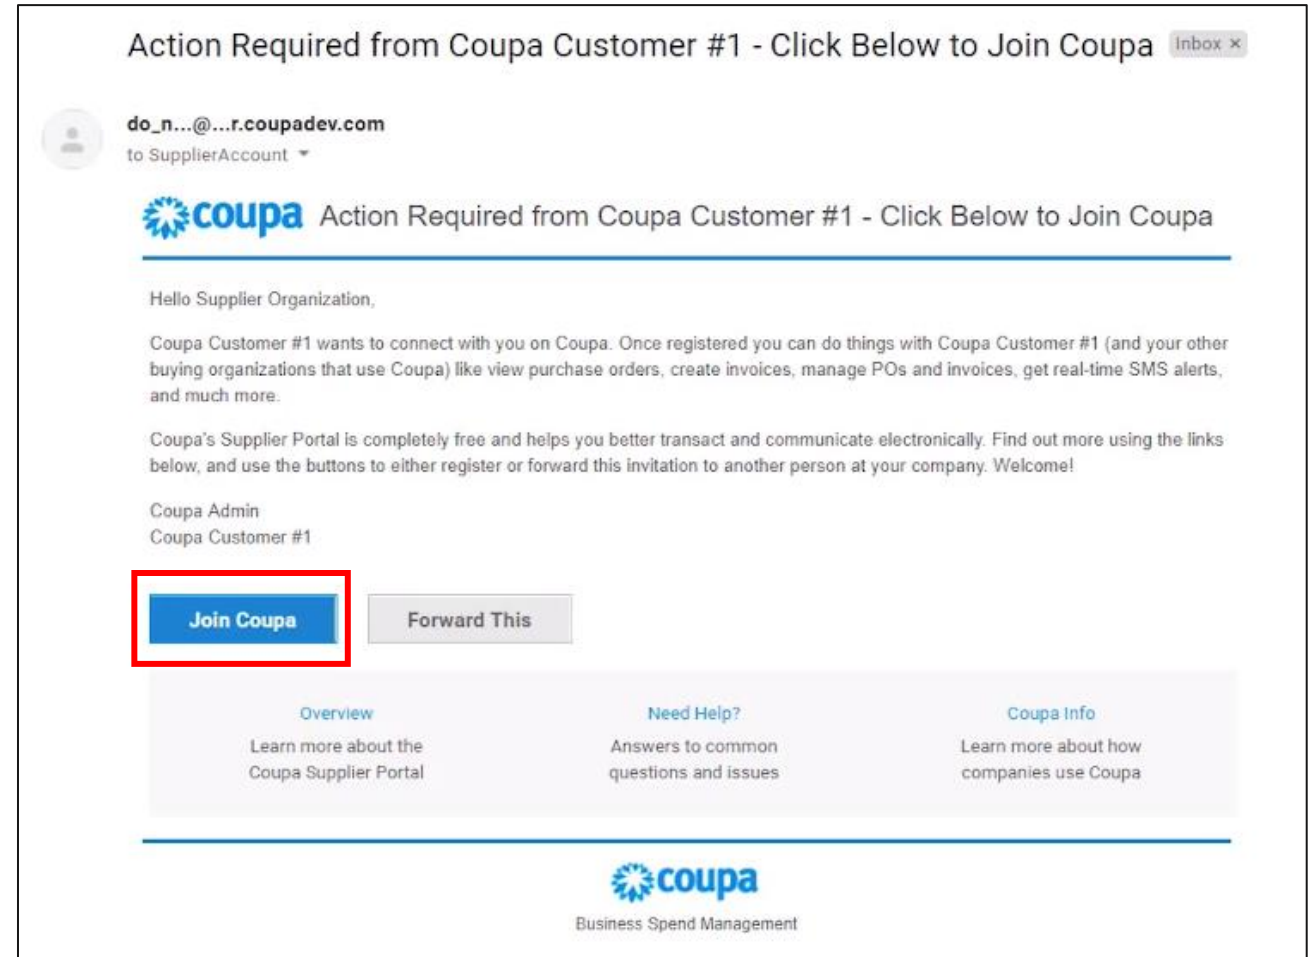 Action Required from Coupa Customer #1 - Click Below to Join Coupa Inbox ×
do_n...@...r.coupadev.com
to SupplierAccount
coupa Action Required from Coupa Customer #1 - Click Below to Join Coupa
Hello Supplier Organization,
Coupa Customer #1 wants to connect with you on Coupa. Once registered you can do things with Coupa Customer #1 (and your other
buying organizations that use Coupa) like view purchase orders, create invoices, manage POs and invoices, get real-time SMS alerts,
and much more.
Coupa's Supplier Portal is completely free and helps you better transact and communicate electronically. Find out more using the links
below, and use the buttons to either register or forward this invitation to another person at your company. Welcome!
Coupa Admin
Coupa Customer #1
Join Coupa Forward This
Overview Need Help? Coupa Info
Learn more about the Answers to common Learn more about how
Coupa Supplier Portal questions and issues companies use Coupa
coupa
Business Spend Management